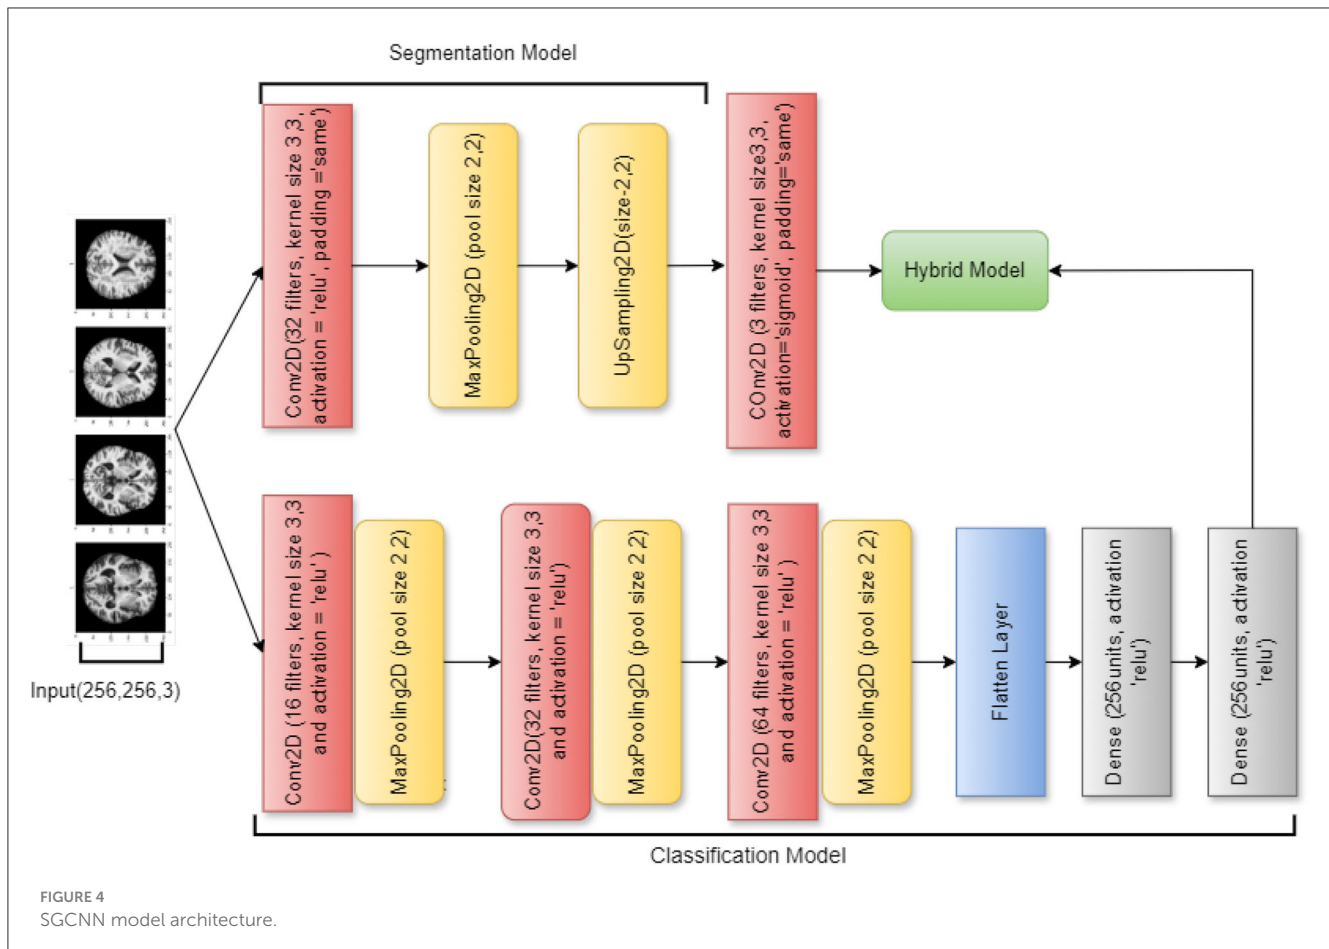 Segmentation Model
Conv2D(32 filters, kernel size 3,3,
activation = 'relu', padding ='same')
MaxPooling2D (pool size 2,2)
UpSampling2D(size-2,2)
COnv2D (3 filters, kernel size3,3,
activation='sigmoid', padding='same')
Hybrid Model
Input(256,256,3)
Conv2D (16 filters, kernel size 3,3
and activation = 'relu' )
MaxPooling2D (pool size 2,2)
Conv2D(32 filters, kernel size 3,3
and activation = 'relu')
MaxPooling2D (pool size 2,2)
Conv2D (64 filters, kernel size 3,3
and activation = 'relu')
MaxPooling2D (pool size 2,2)
Flatten Layer
Dense (256units, activation
'relu')
Dense (256units, activation
'relu')
Classification Model
FIGURE 4
SGCNN model architecture.